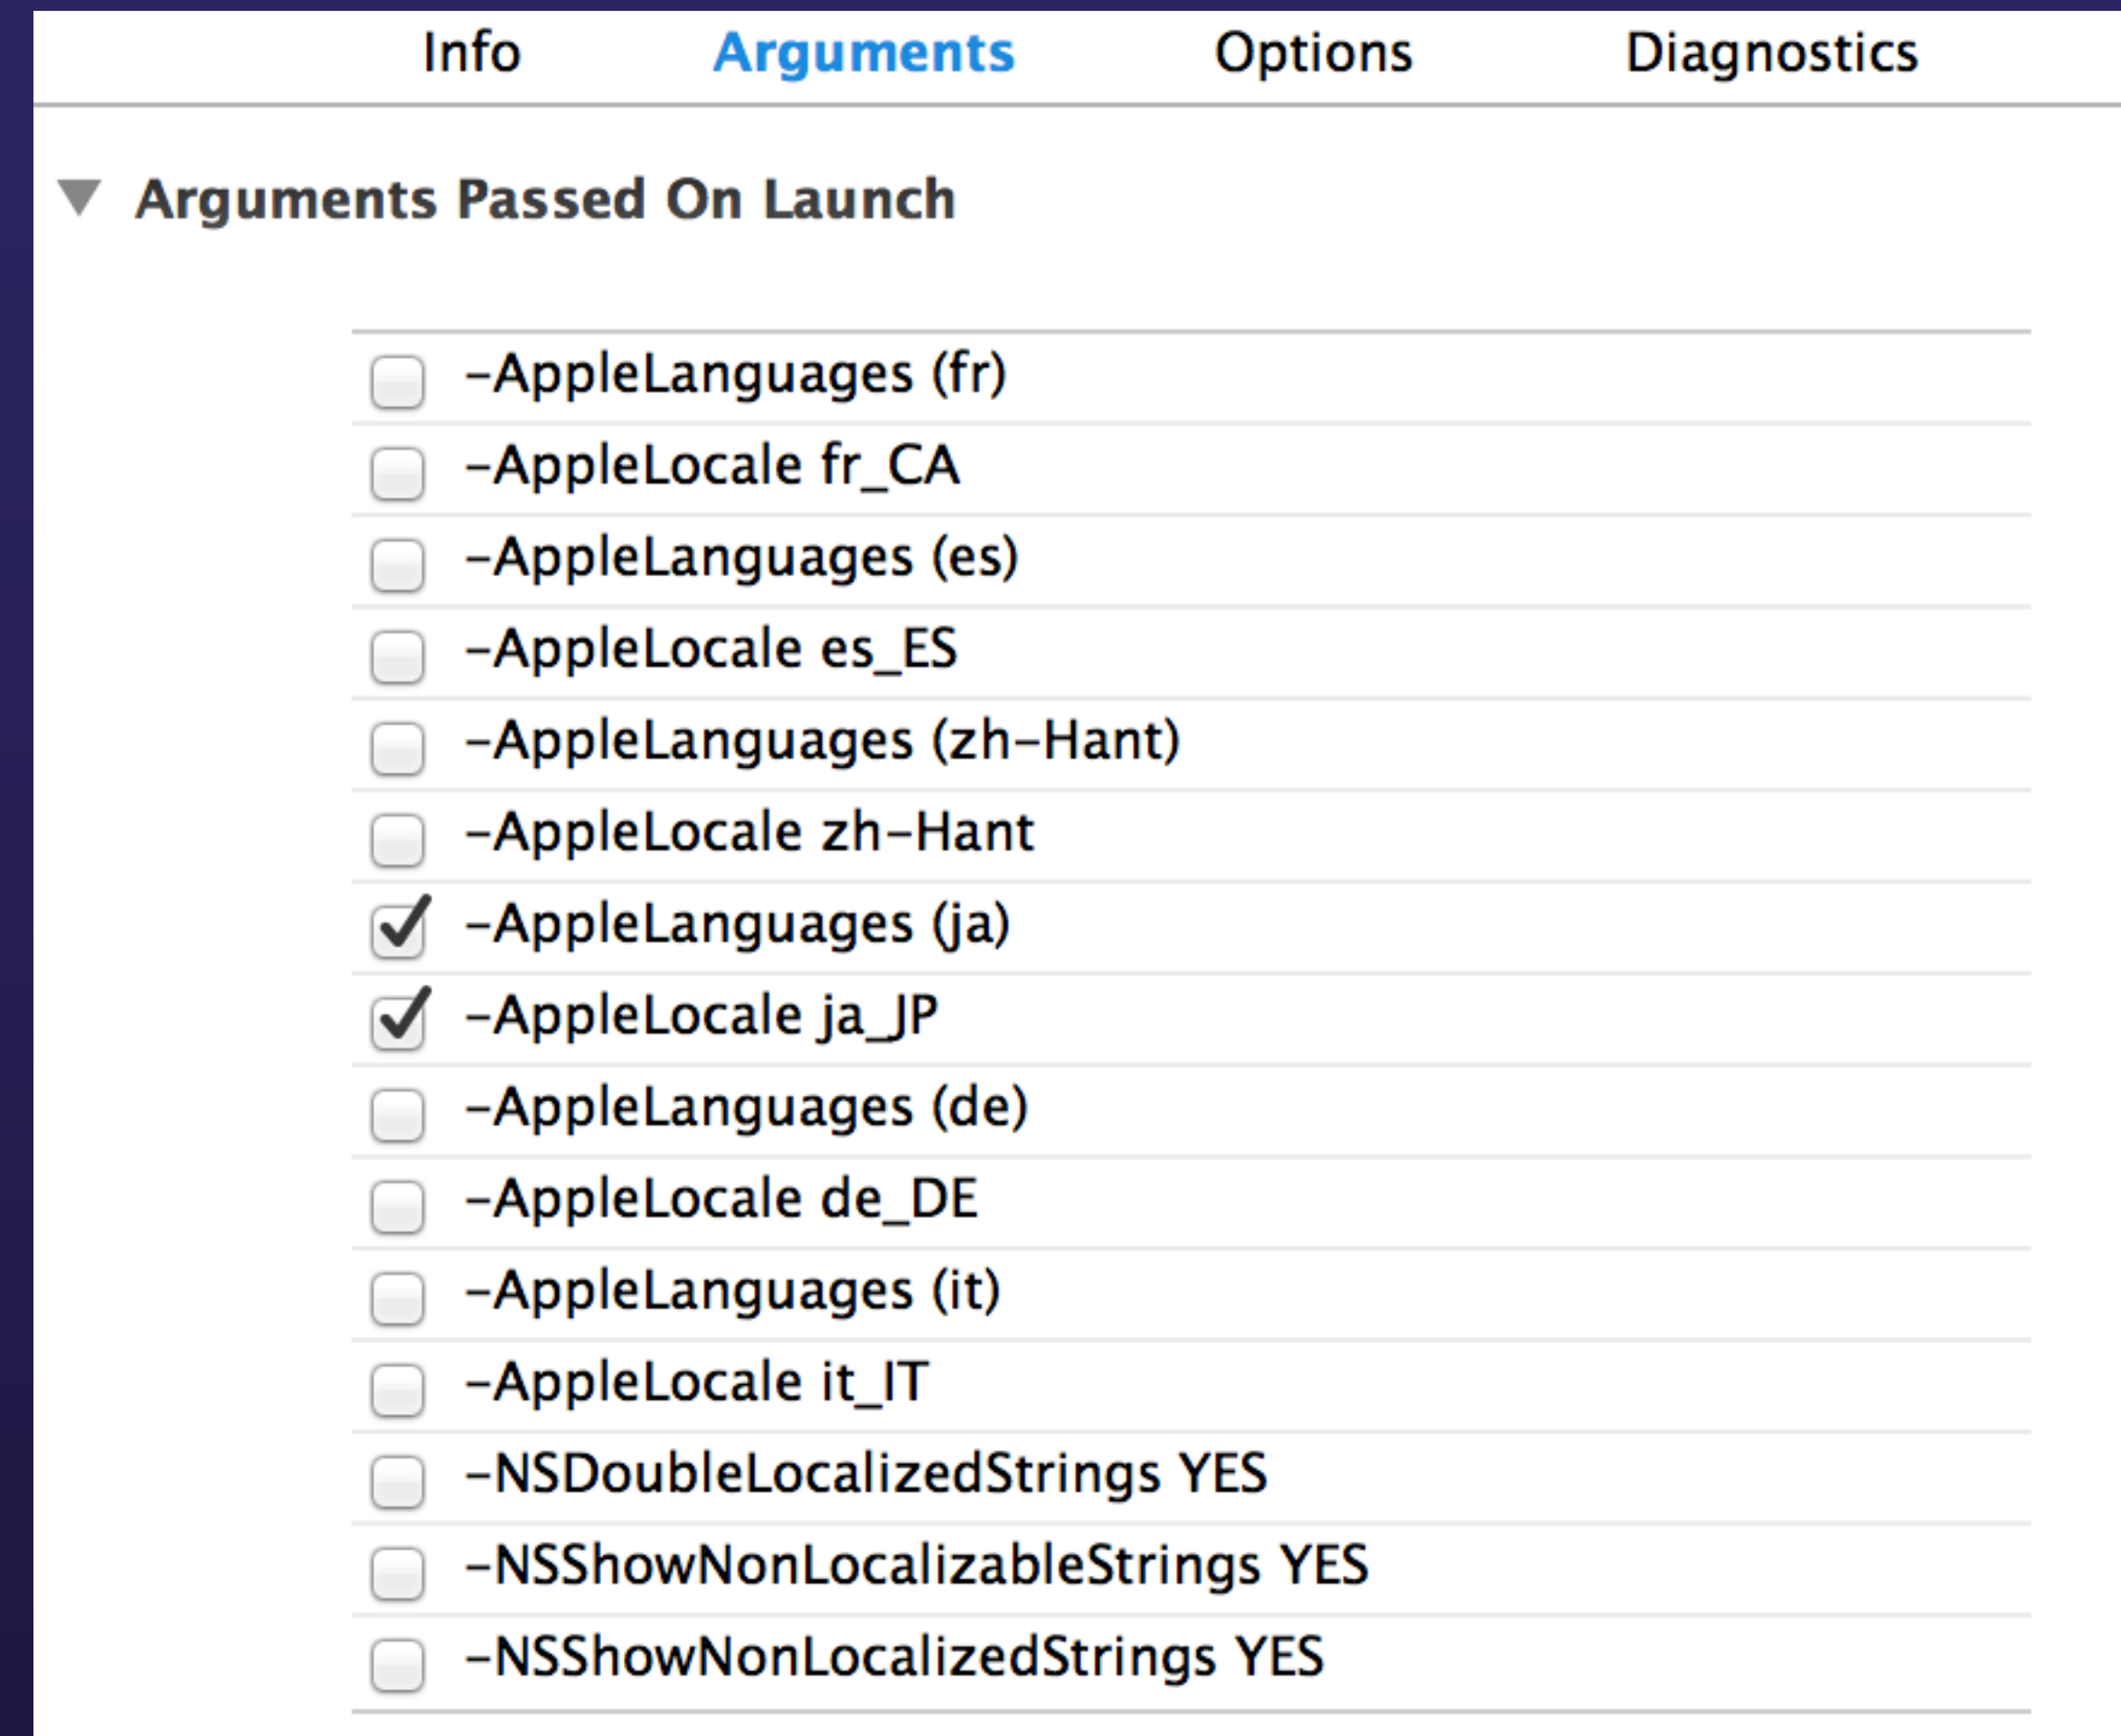 Info Arguments Options Diagnostics
Arguments Passed On Launch
-AppleLanguages (fr)
-AppleLocale fr_CA
-AppleLanguages (es)
-AppleLocale es_ES
-AppleLanguages (zh-Hant)
-AppleLocale zh-Hant
-AppleLanguages (ja)
-AppleLocale ja_JP
-AppleLanguages (de)
-AppleLocale de_DE
-AppleLanguages (it)
-AppleLocale it_IT
-NSDoubleLocalizedStrings YES
-NSShowNonLocalizableStrings YES
-NSShowNonLocalizedStrings YES